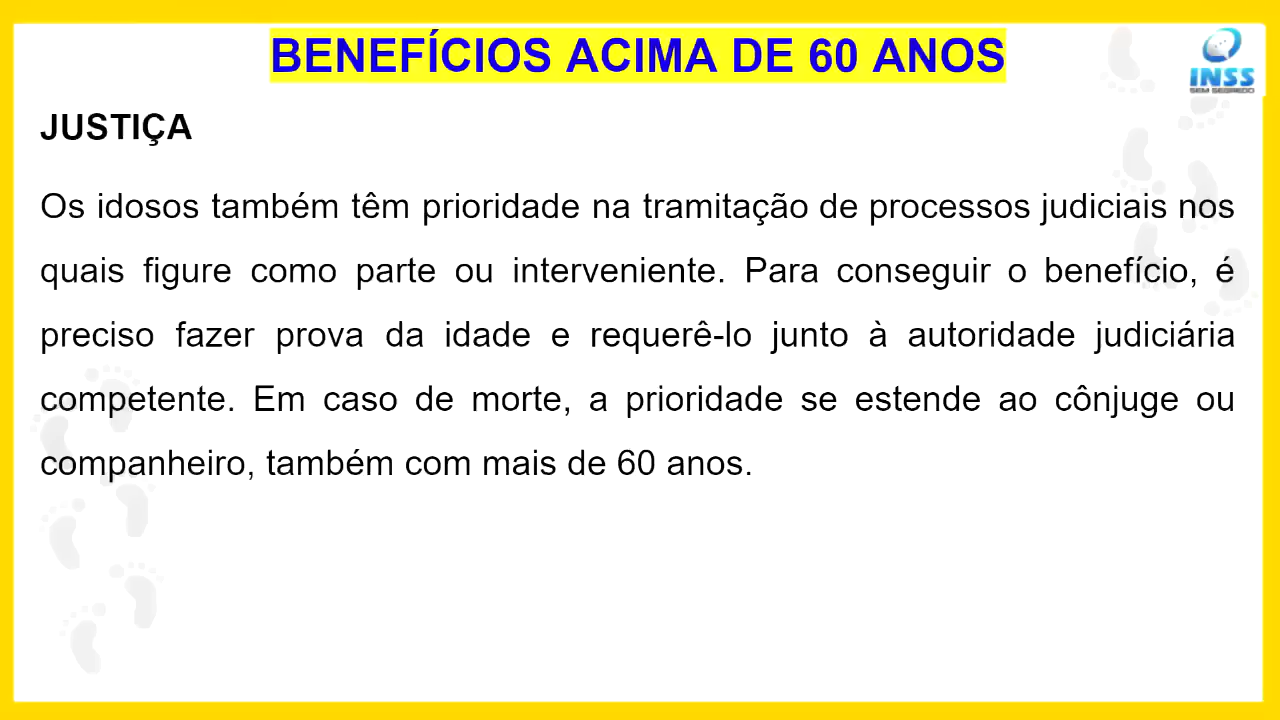 BENEFÍCIOS ACIMA DE 60 ANOS
INSS
SEM SEGREDO
JUSTIÇA
Os idosos também têm prioridade na tramitação de processos judiciais nos
quais figure como parte ou interveniente. Para conseguir o benefício, é
preciso fazer prova da idade e requerê-lo junto à autoridade judiciária
competente. Em caso de morte, a prioridade se estende ao cônjuge ou
companheiro, também com mais de 60 anos.